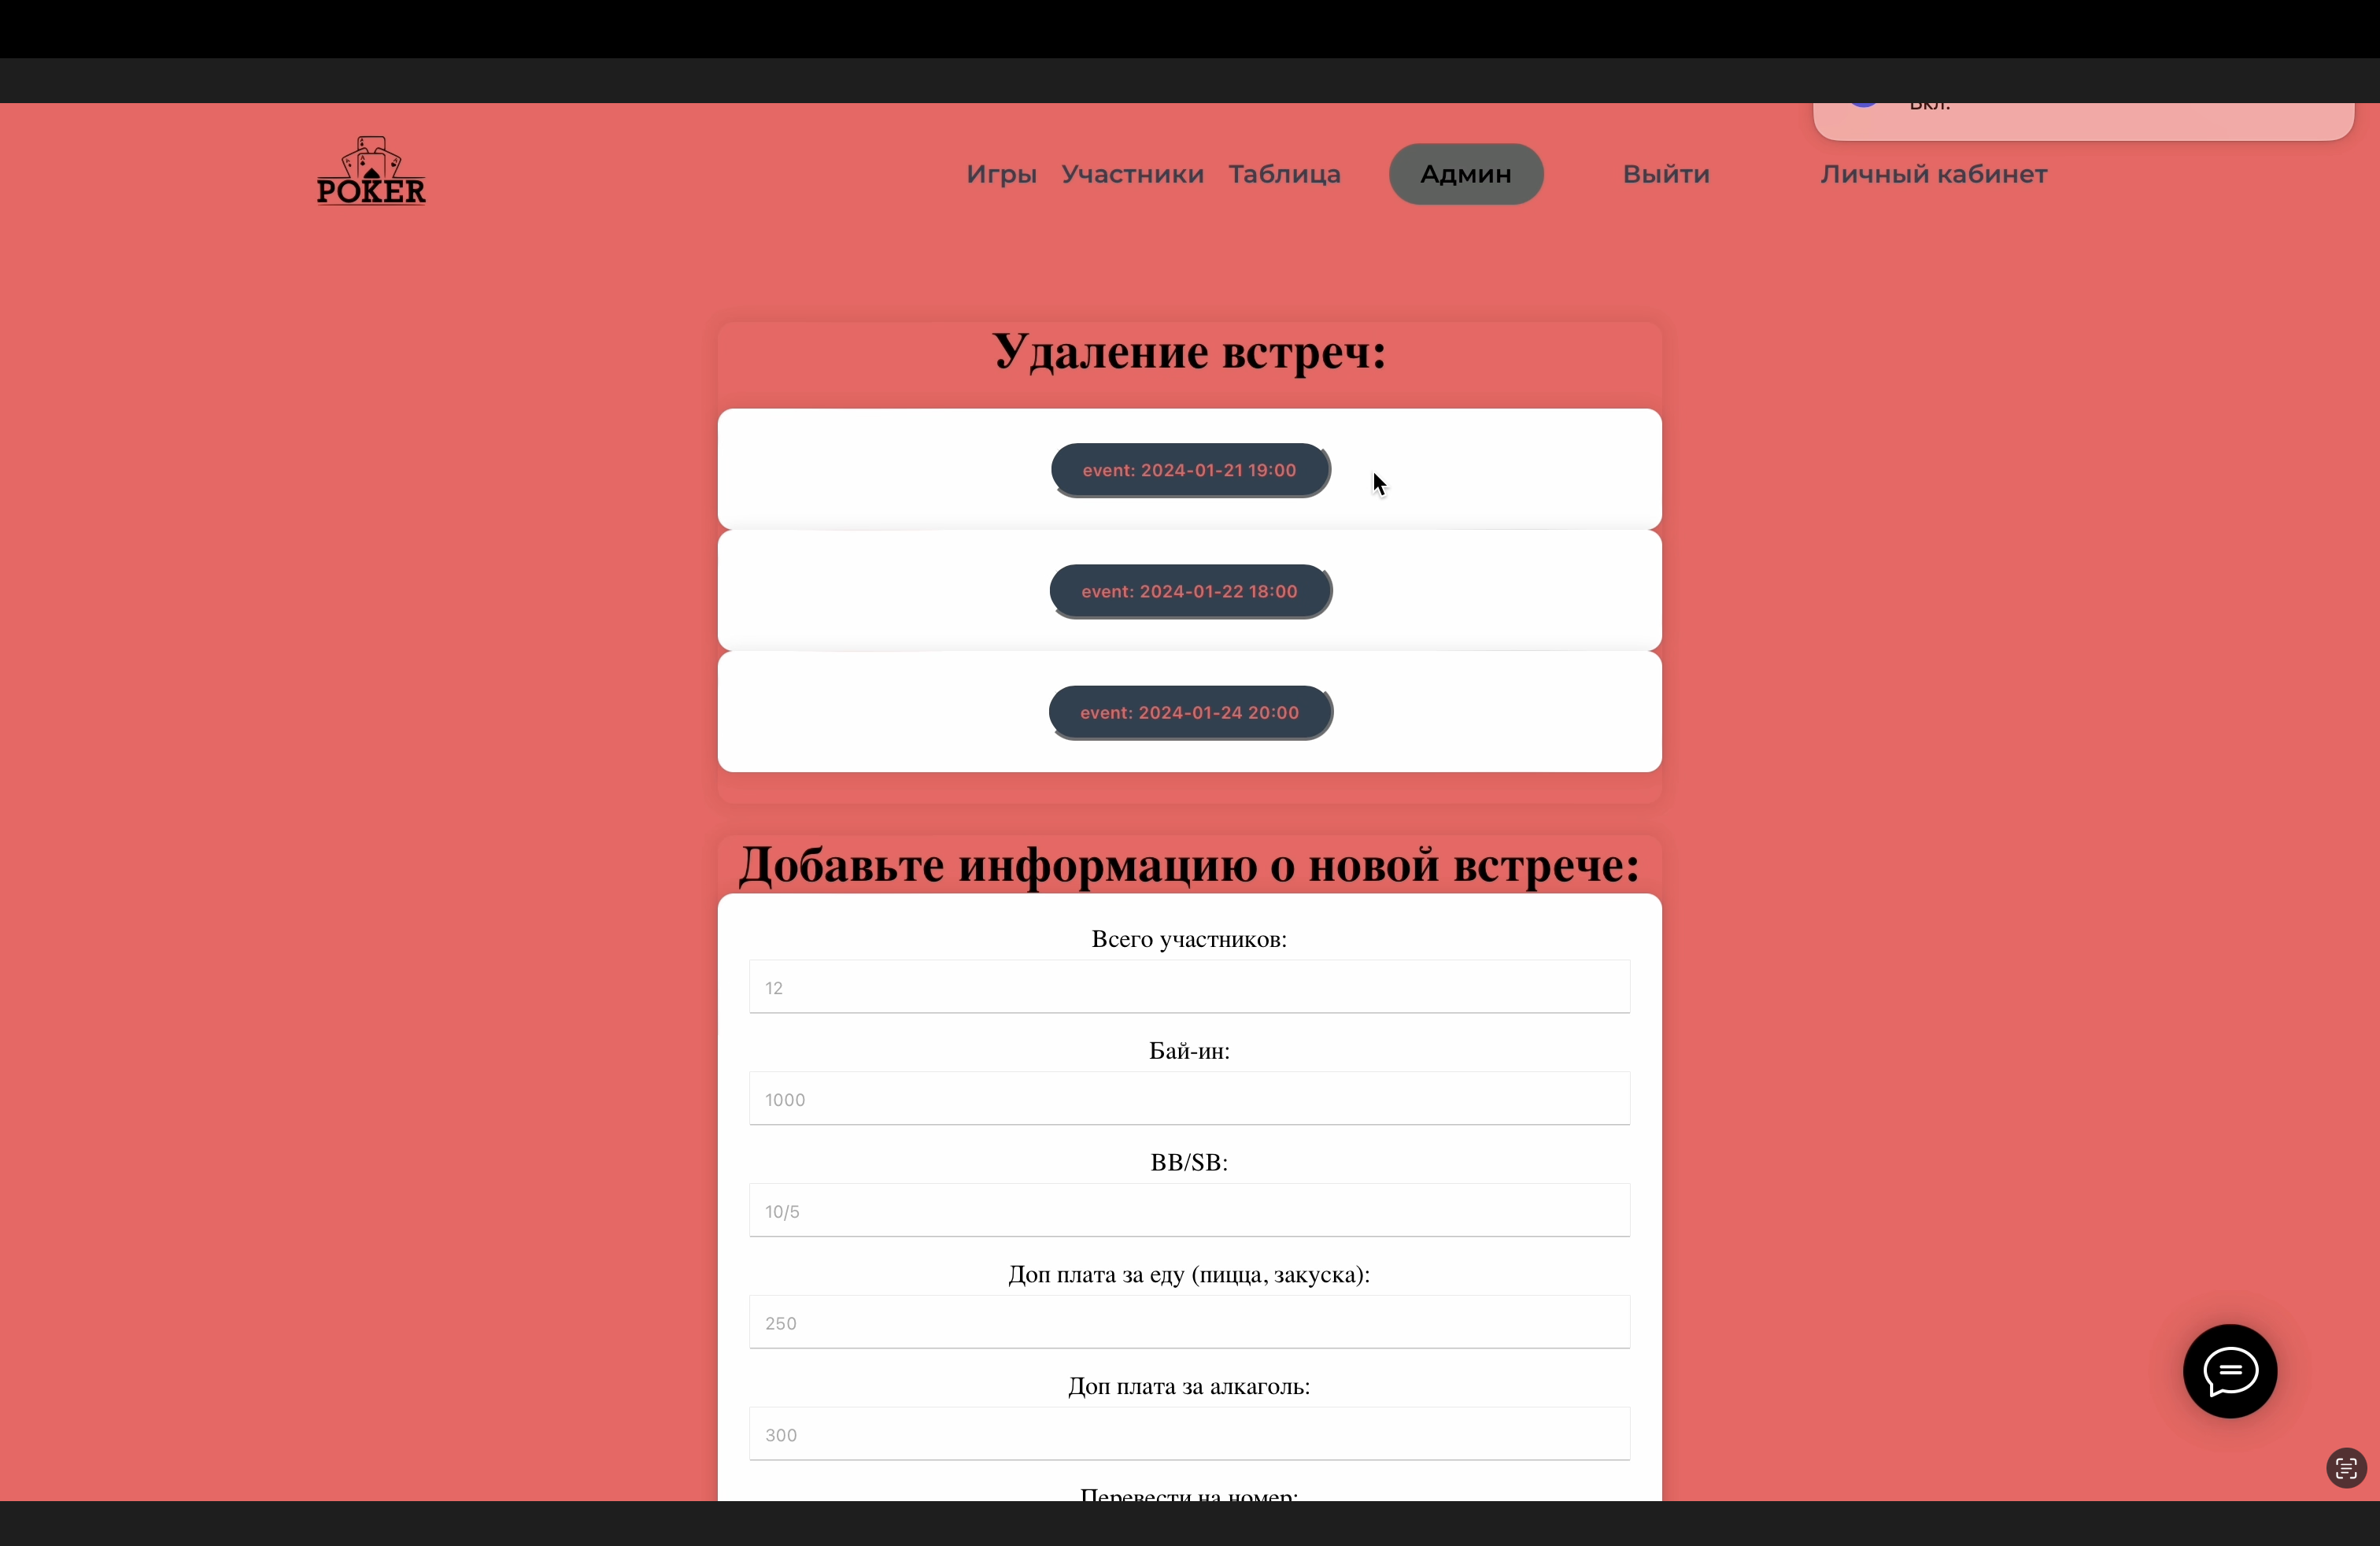 Вкл.
POKER
Игры Участники Таблица Админ Выйти Личный кабинет
Удаление встреч:
event: 2024-01-21 19:00
event: 2024-01-22 18:00
event: 2024-01-24 20:00
Добавьте информацию о новой встрече:
Всего участников:
12
Бай-ин:
1000
BB/SB:
10/5
Доп плата за еду (пицца, закуска):
250
Доп плата за алкаголь:
300
Перевести на номер: